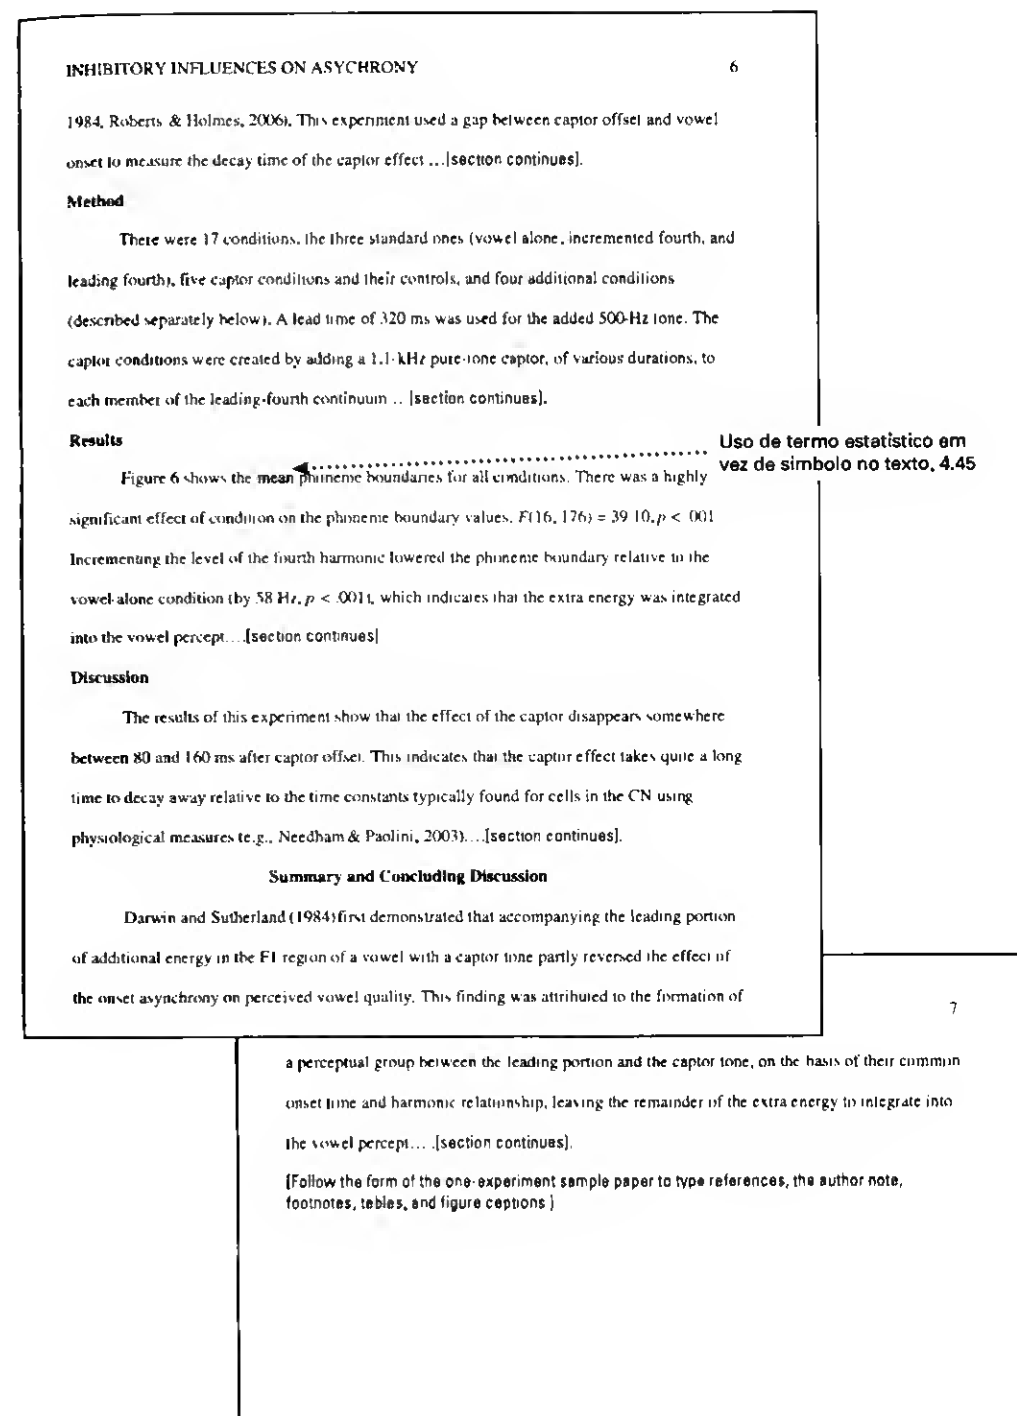 INHIBITORY INFLUENCES ON ASYCHRONY 6
1984, Roberts & Holmes, 2006). This experiment used a gap between captor offset and vowel
onset to measure the decay time of the captor effect ...[section continues].
Method
There were 17 conditions, the three standard ones (vowel alone, incremented fourth, and
leading fourth), five captor conditions and their controls, and four additional conditions
(described separately below). A lead time of 320 ms was used for the added 500-Hz tone. The
captor conditions were created by adding a 1.1-kHz pure-tone captor, of various durations, to
each member of the leading-fourth continuum .. [section continues].
Results
Uso de termo estatístico em
vez de símbolo no texto, 4.45
Figure 6 shows the mean phoneme boundaries for all conditions. There was a highly
significant effect of condition on the phoneme boundary values, F(16, 176) = 39 10, p < 001
Incrementing the level of the fourth harmonic lowered the phoneme boundary relative to the
vowel-alone condition (by 58 Hz, p < .001), which indicates that the extra energy was integrated
into the vowel percept....[section continues]
Discussion
The results of this experiment show that the effect of the captor disappears somewhere
between 80 and 160 ms after captor offset. This indicates that the captor effect takes quite a long
time to decay away relative to the time constants typically found for cells in the CN using
physiological measures (e.g., Needham & Paolini, 2003)....[section continues].
Summary and Concluding Discussion
Darwin and Sutherland (1984) first demonstrated that accompanying the leading portion
of additional energy in the F1 region of a vowel with a captor tone partly reversed the effect of
the onset asynchrony on perceived vowel quality. This finding was attributed to the formation of
7
a perceptual group between the leading portion and the captor tone, on the basis of their common
onset time and harmonic relationship, leaving the remainder of the extra energy to integrate into
the vowel percept... .[section continues].
[Follow the form of the one-experiment sample paper to type references, the author note,
footnotes, tables, and figure captions ]